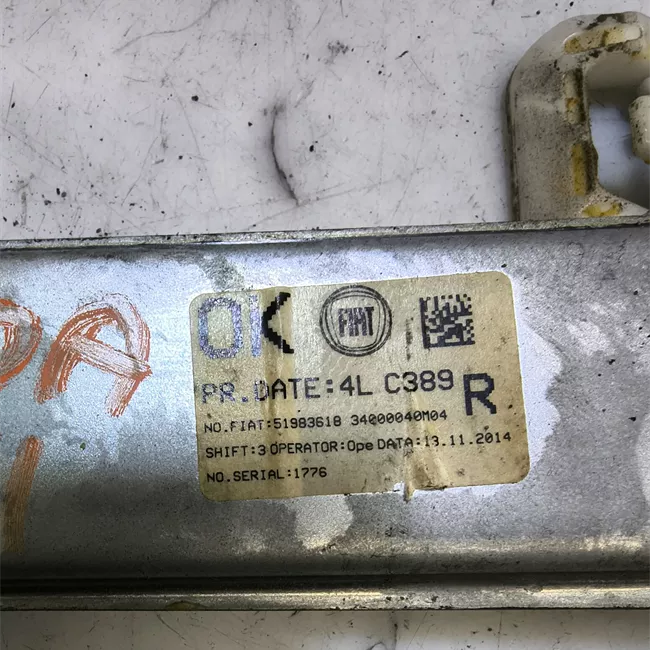 OK FIAT
PR.DATE:4L C389 R
NO.FIAT:51983618 34000040M04
SHIFT:3 OPERATOR:Ope DATA:13.11.2014
NO.SERIAL:1776